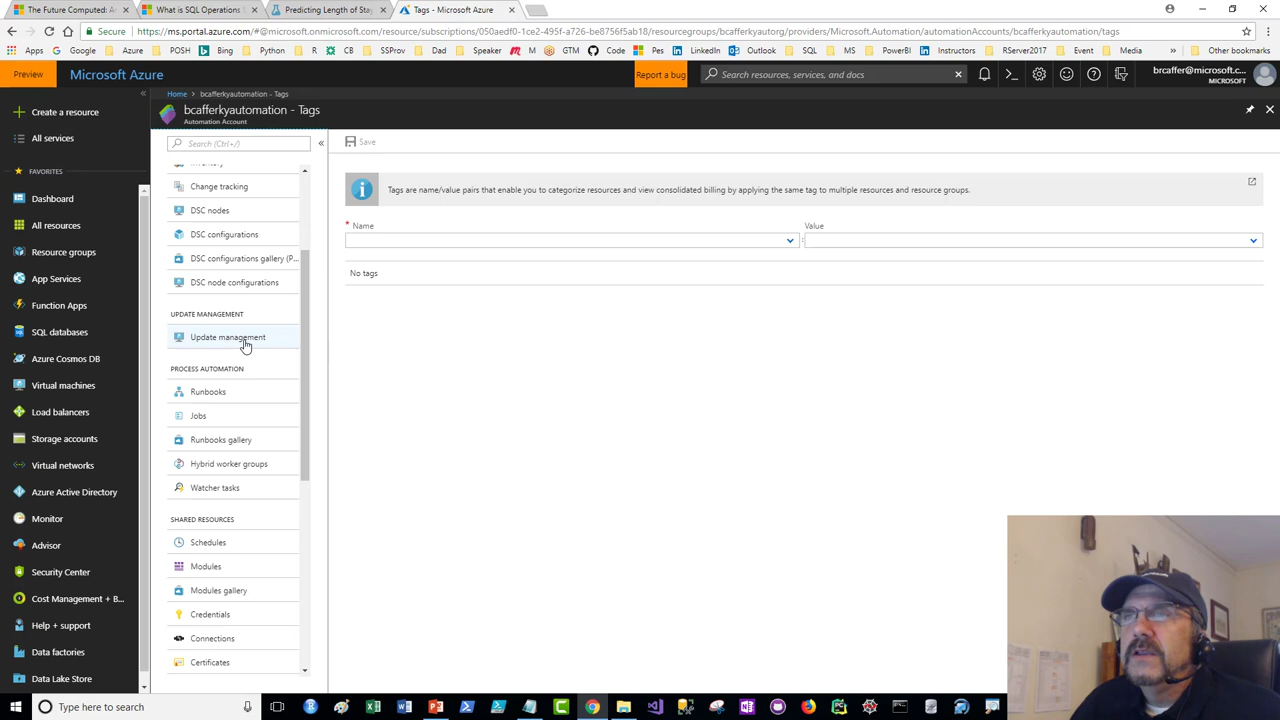 The Future Computed: A
What is SQL Operations
Predicting Length of Stay
Tags - Microsoft Azure
Secure
https://ms.portal.azure.com/#@microsoft.onmicrosoft.com/resource/subscriptions/050aedf0-1ce2-495f-a726-be8756f5ab18/resourcegroups/bcafferkyautorg/providers/Microsoft.Automation/automationAccounts/bcafferkyautomation/tags
Apps Google Azure POSH Bing Python R CB SSProv Dad Speaker GTM Code Pes LinkedIn Outlook SQL MS PowerBI Instructors RServer2017 Event Media » Other bookmarks
Preview
Microsoft Azure
Report a bug
Search resources, services, and docs
brcaffer@microsoft.c...
MICROSOFT
Create a resource
All services
FAVORITES
Dashboard
All resources
Resource groups
App Services
Function Apps
SQL databases
Azure Cosmos DB
Virtual machines
Load balancers
Storage accounts
Virtual networks
Azure Active Directory
Monitor
Advisor
Security Center
Cost Management + B...
Help + support
Data factories
Data Lake Store
Home > bcafferkyautomation - Tags
bcafferkyautomation - Tags
Automation Account
Search (Ctrl+/)
Inventory
Change tracking
DSC nodes
DSC configurations
DSC configurations gallery (P...
DSC node configurations
UPDATE MANAGEMENT
Update management
PROCESS AUTOMATION
Runbooks
Jobs
Runbooks gallery
Hybrid worker groups
Watcher tasks
SHARED RESOURCES
Schedules
Modules
Modules gallery
Credentials
Connections
Certificates
Save
Tags are name/value pairs that enable you to categorize resources and view consolidated billing by applying the same tag to multiple resources and resource groups.
* Name
Value
:
No tags
Type here to search